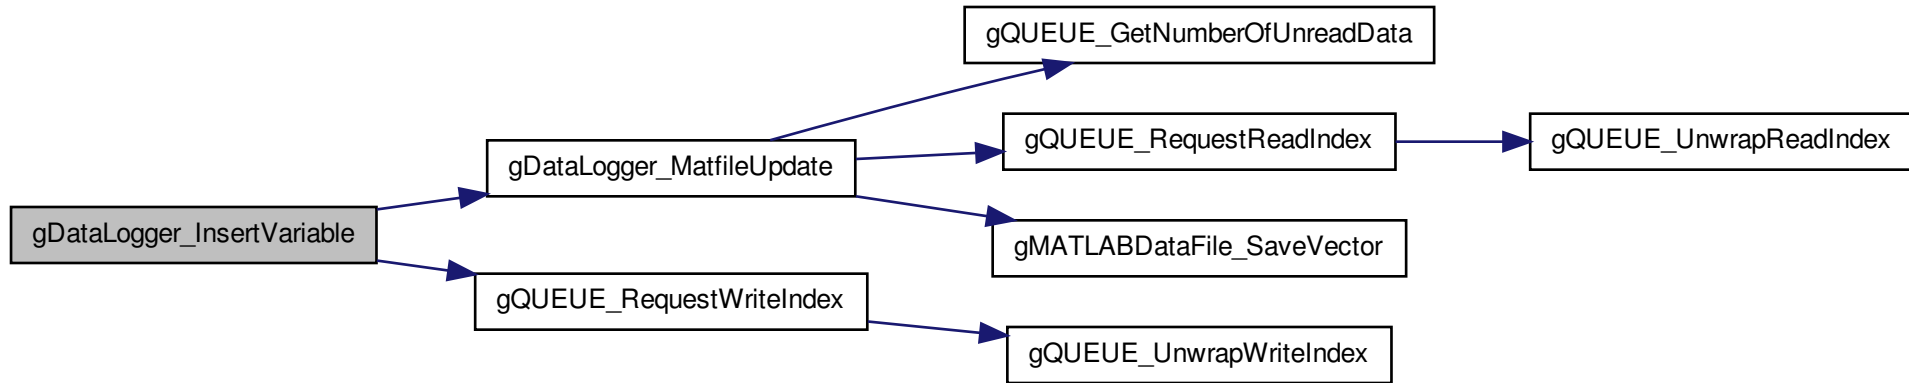 gQUEUE_GetNumberOfUnreadData
gQUEUE_RequestReadIndex
gQUEUE_UnwrapReadIndex
gDataLogger_MatfileUpdate
gDataLogger_InsertVariable
gMATLABDataFile_SaveVector
gQUEUE_RequestWriteIndex
gQUEUE_UnwrapWriteIndex